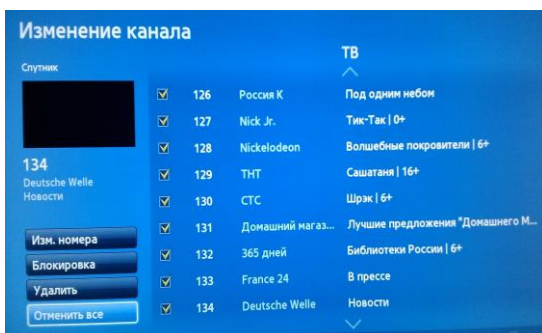 Изменение канала
ТВ
Спутник
126 Россия К Под одним небом
127 Nick Jr. Тик-Так | 0+
128 Nickelodeon Волшебные покровители | 6+
129 ТНТ Сашатаня | 16+
130 СТС Шрэк | 6+
131 Домашний магаз... Лучшие предложения "Домашнего М...
132 365 дней Библиотеки России | 6+
133 France 24 В прессе
134 Deutsche Welle Новости
134
Deutsche Welle
Новости
Изм. номера
Блокировка
Удалить
Отменить все